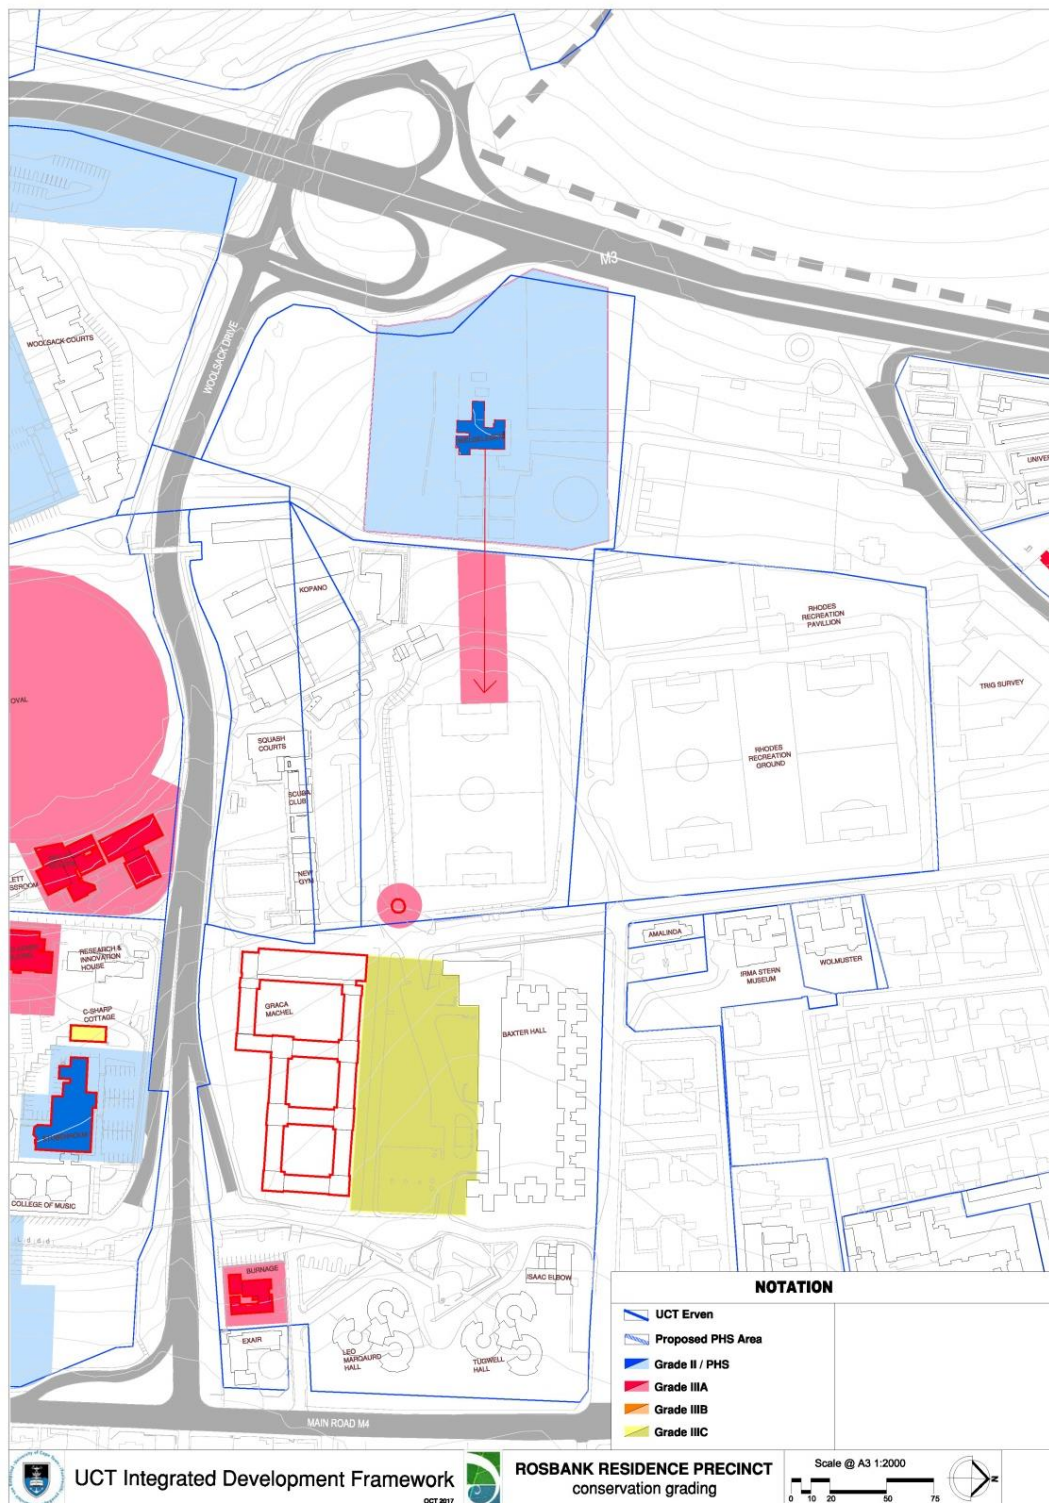 M3
WOOLSACK DRIVE
WOOLSACK COURTS
UNIVER
KOPANO
RHODES
RECREATION
PAVILLION
TRIG SURVEY
OVAL
SQUASH
COURTS
RHODES
RECREATION
GROUND
SCUBA
CLUB
LETT
SSROOM
NEW
GYM
AMALINDA
IRMA STERN
MUSEUM
WOLMUSTER
RESEARCH &
INNOVATION
HOUSE
C-SHARP
COTTAGE
GRACA
MACHEL
BAXTER HALL
COLLEGE OF MUSIC
BURNAGE
ISAAC ELBOW
EXAIR
LEO
MARQUARD
HALL
TUGWELL
HALL
MAIN ROAD M4
NOTATION
UCT Erven
Proposed PHS Area
Grade II / PHS
Grade IIIA
Grade IIIB
Grade IIIC
UCT Integrated Development Framework
OCT 2017
ROSBANK RESIDENCE PRECINCT
conservation grading
Scale @ A3 1:2000
0 10 20 50 75
N